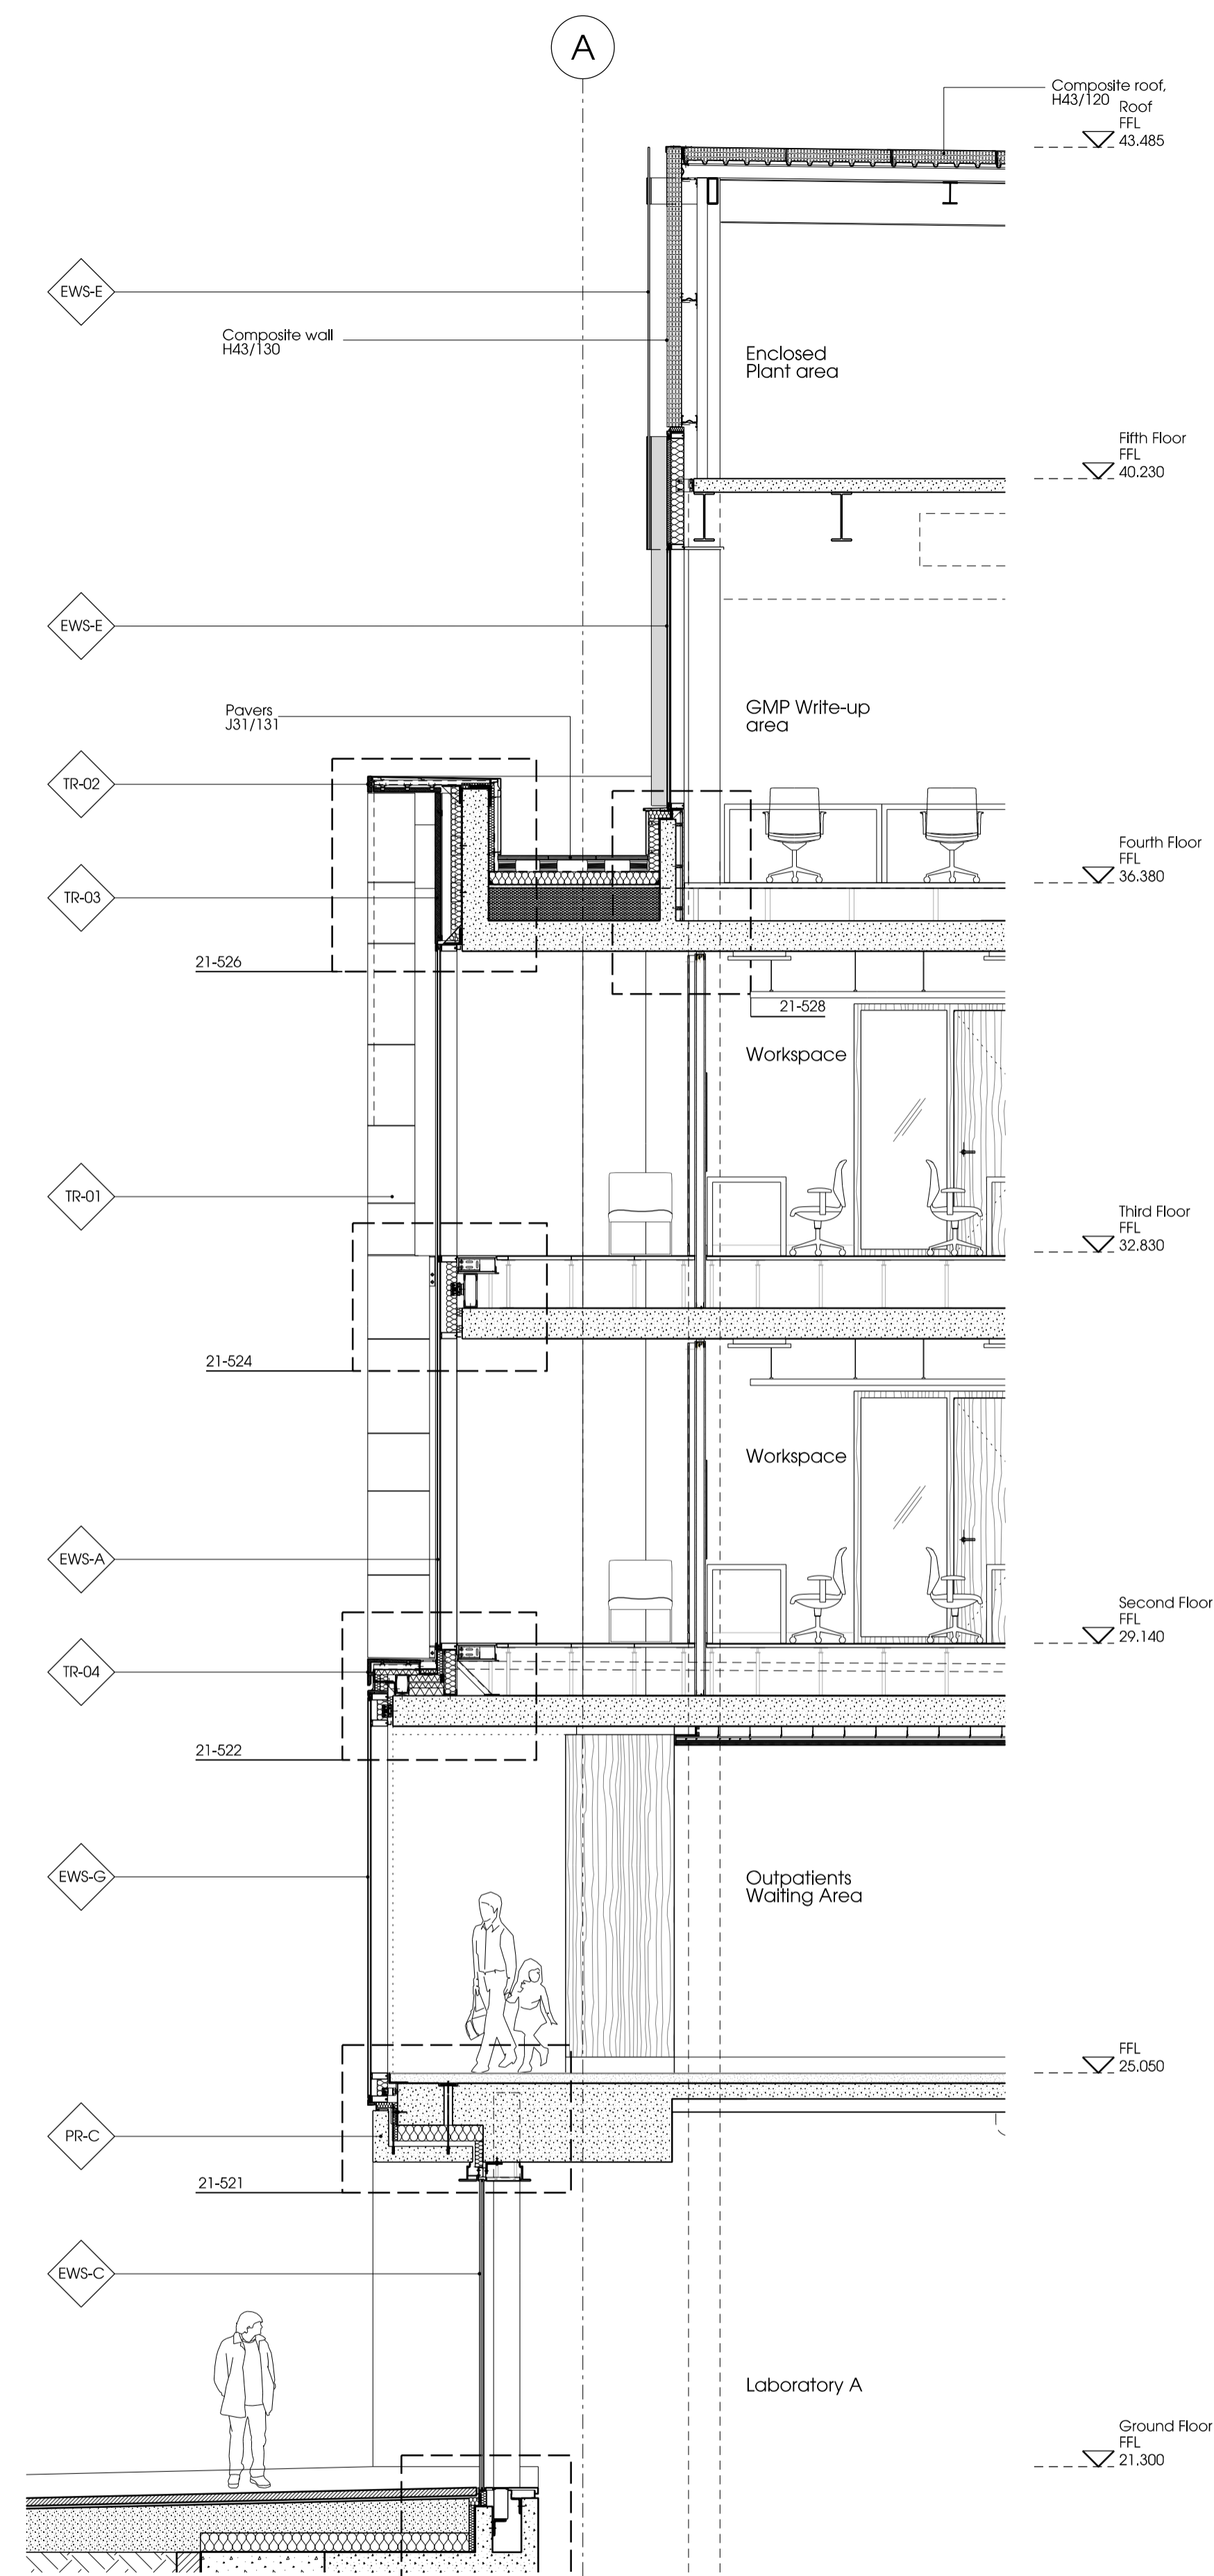 A
Composite roof,
H43/120
Roof
FFL
43.485
EWS-E
Composite wall
H43/130
Enclosed
Plant area
Fifth Floor
FFL
40.230
EWS-E
Pavers
J31/131
GMP Write-up
area
TR-02
Fourth Floor
FFL
36.380
TR-03
21-526
21-528
Workspace
TR-01
Third Floor
FFL
32.830
21-524
Workspace
EWS-A
Second Floor
FFL
29.140
TR-04
21-522
EWS-G
Outpatients
Waiting Area
FFL
25.050
PR-C
21-521
EWS-C
Laboratory A
Ground Floor
FFL
21.300